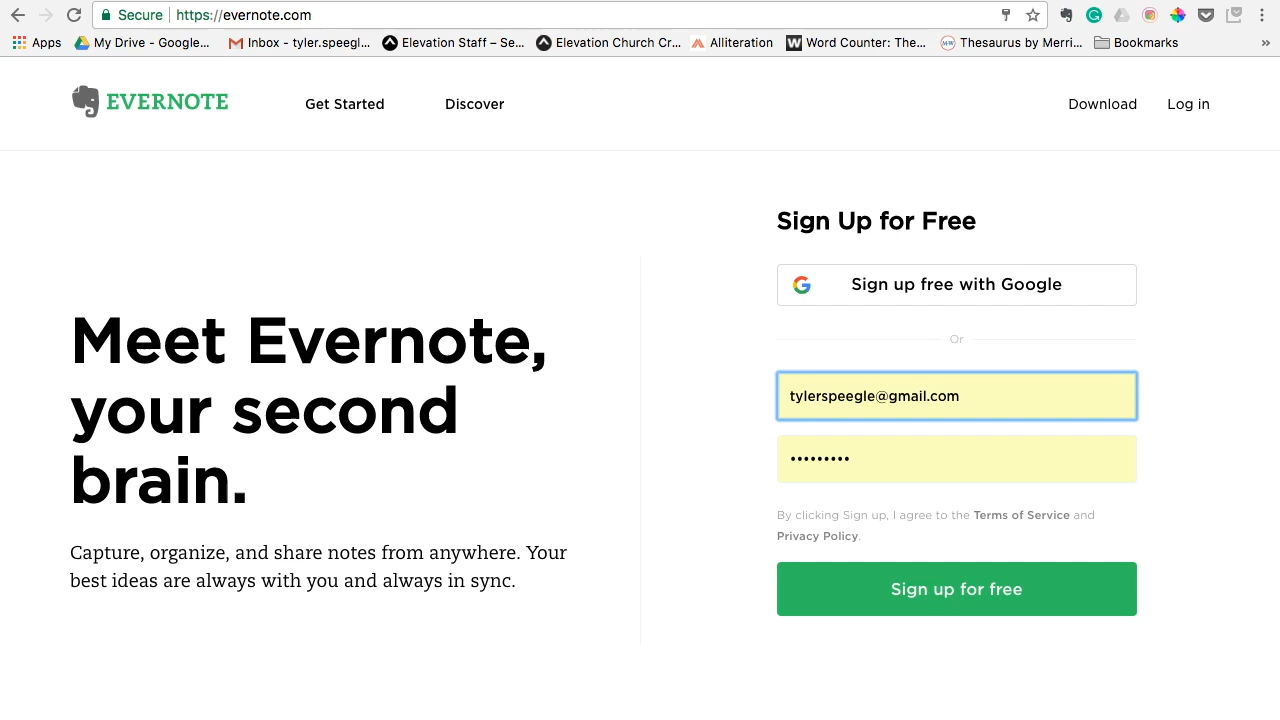 Secure https://evernote.com
Apps My Drive - Google... Inbox - tyler.speegl... Elevation Staff – Se... Elevation Church Cr... Alliteration Word Counter: The... Thesaurus by Merri... Bookmarks »
EVERNOTE Get Started Discover Download Log in
Meet Evernote,
your second
brain.
Capture, organize, and share notes from anywhere. Your
best ideas are always with you and always in sync.
Sign Up for Free
Sign up free with Google
Or
tylerspeegle@gmail.com
•••••••••
By clicking Sign up, I agree to the Terms of Service and
Privacy Policy.
Sign up for free